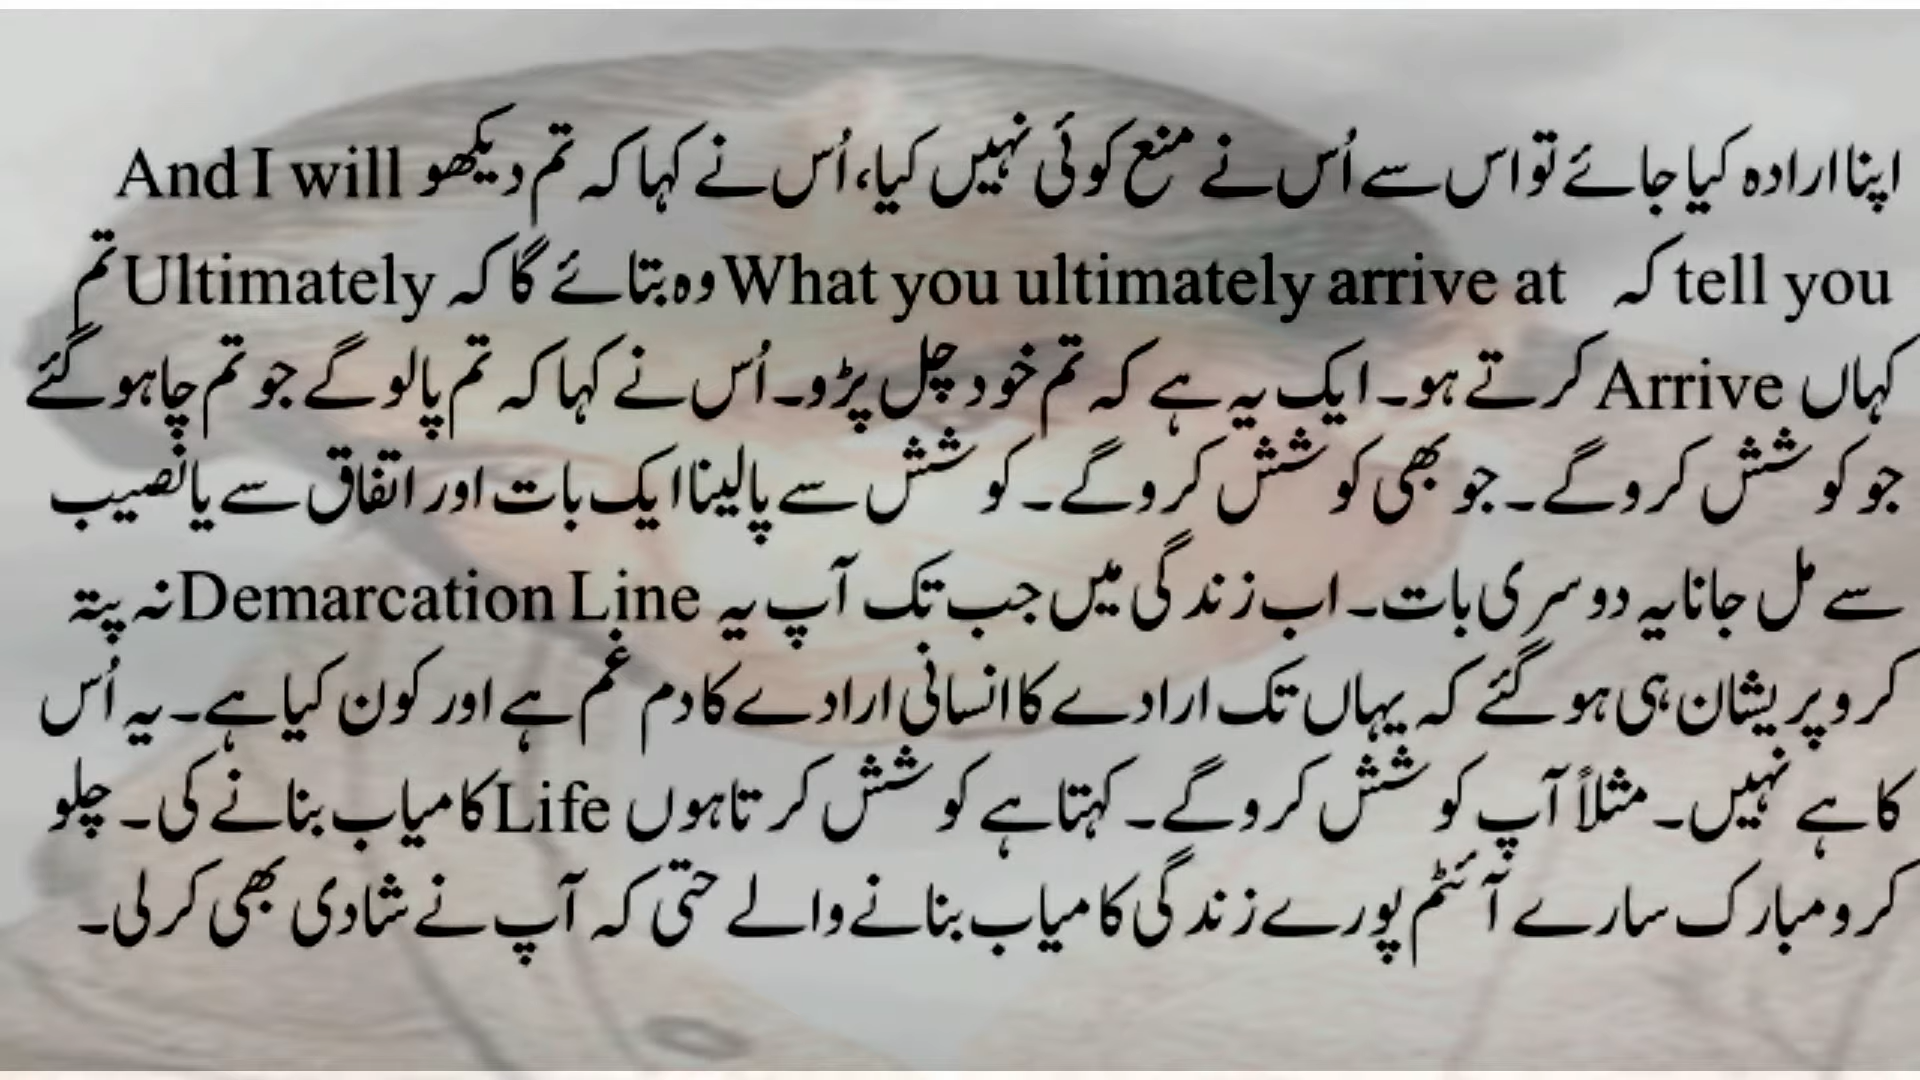 اپنا ارادہ کیا جائے تو اس سے اُس نے منع کوئی نہیں کیا، اُس نے کہا کہ تم دیکھو And I will
tell you کہ What you ultimately arrive at وہ بتائے گا کہ Ultimately تم
کہاں Arrive کرتے ہو۔ ایک یہ ہے کہ تم خود چل پڑو۔ اُس نے کہا کہ تم پا لو گے جو تم چاہو گئے
جو کوشش کرو گے۔ جو بھی کوشش کرو گے۔ کوشش سے پا لینا ایک بات اور اتفاق سے یا نصیب
سے مل جانا یہ دوسری بات۔ اب زندگی میں جب تک آپ یہ Demarcation Line نہ پتہ
کرو پریشان ہی ہو گئے کہ یہاں تک ارادے کا انسانی ارادے کا دم غم ہے اور کون کیا ہے۔ یہ اُس
کا ہے نہیں۔ مثلاً آپ کوشش کرو گے۔ کہتا ہے کوشش کرتا ہوں Life کامیاب بنانے کی۔ چلو
کرو مبارک سارے آئٹم پورے زندگی کامیاب بنانے والے حتیٰ کہ آپ نے شادی بھی کر لی۔